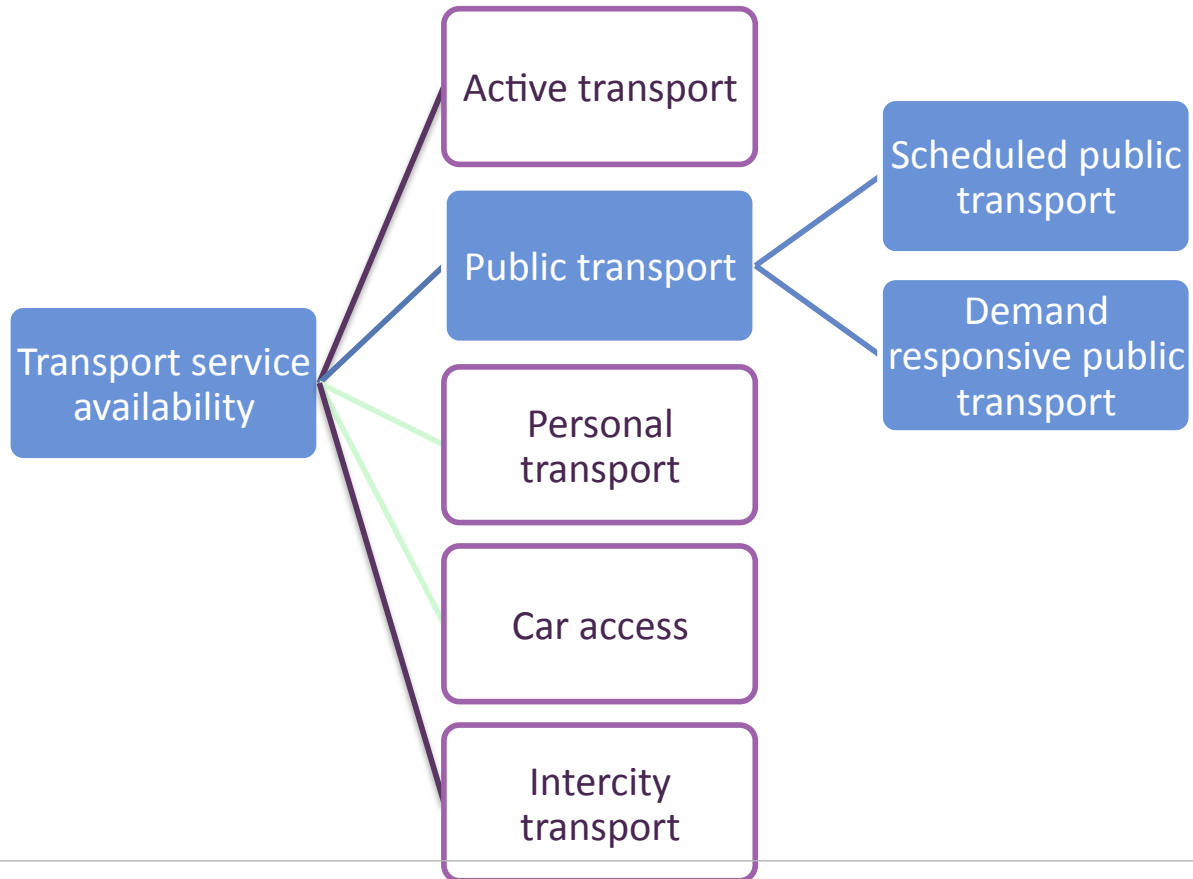 Active transport
Scheduled public
transport
Public transport
Demand
responsive public
transport
Transport service
availability
Personal
transport
Car access
Intercity
transport